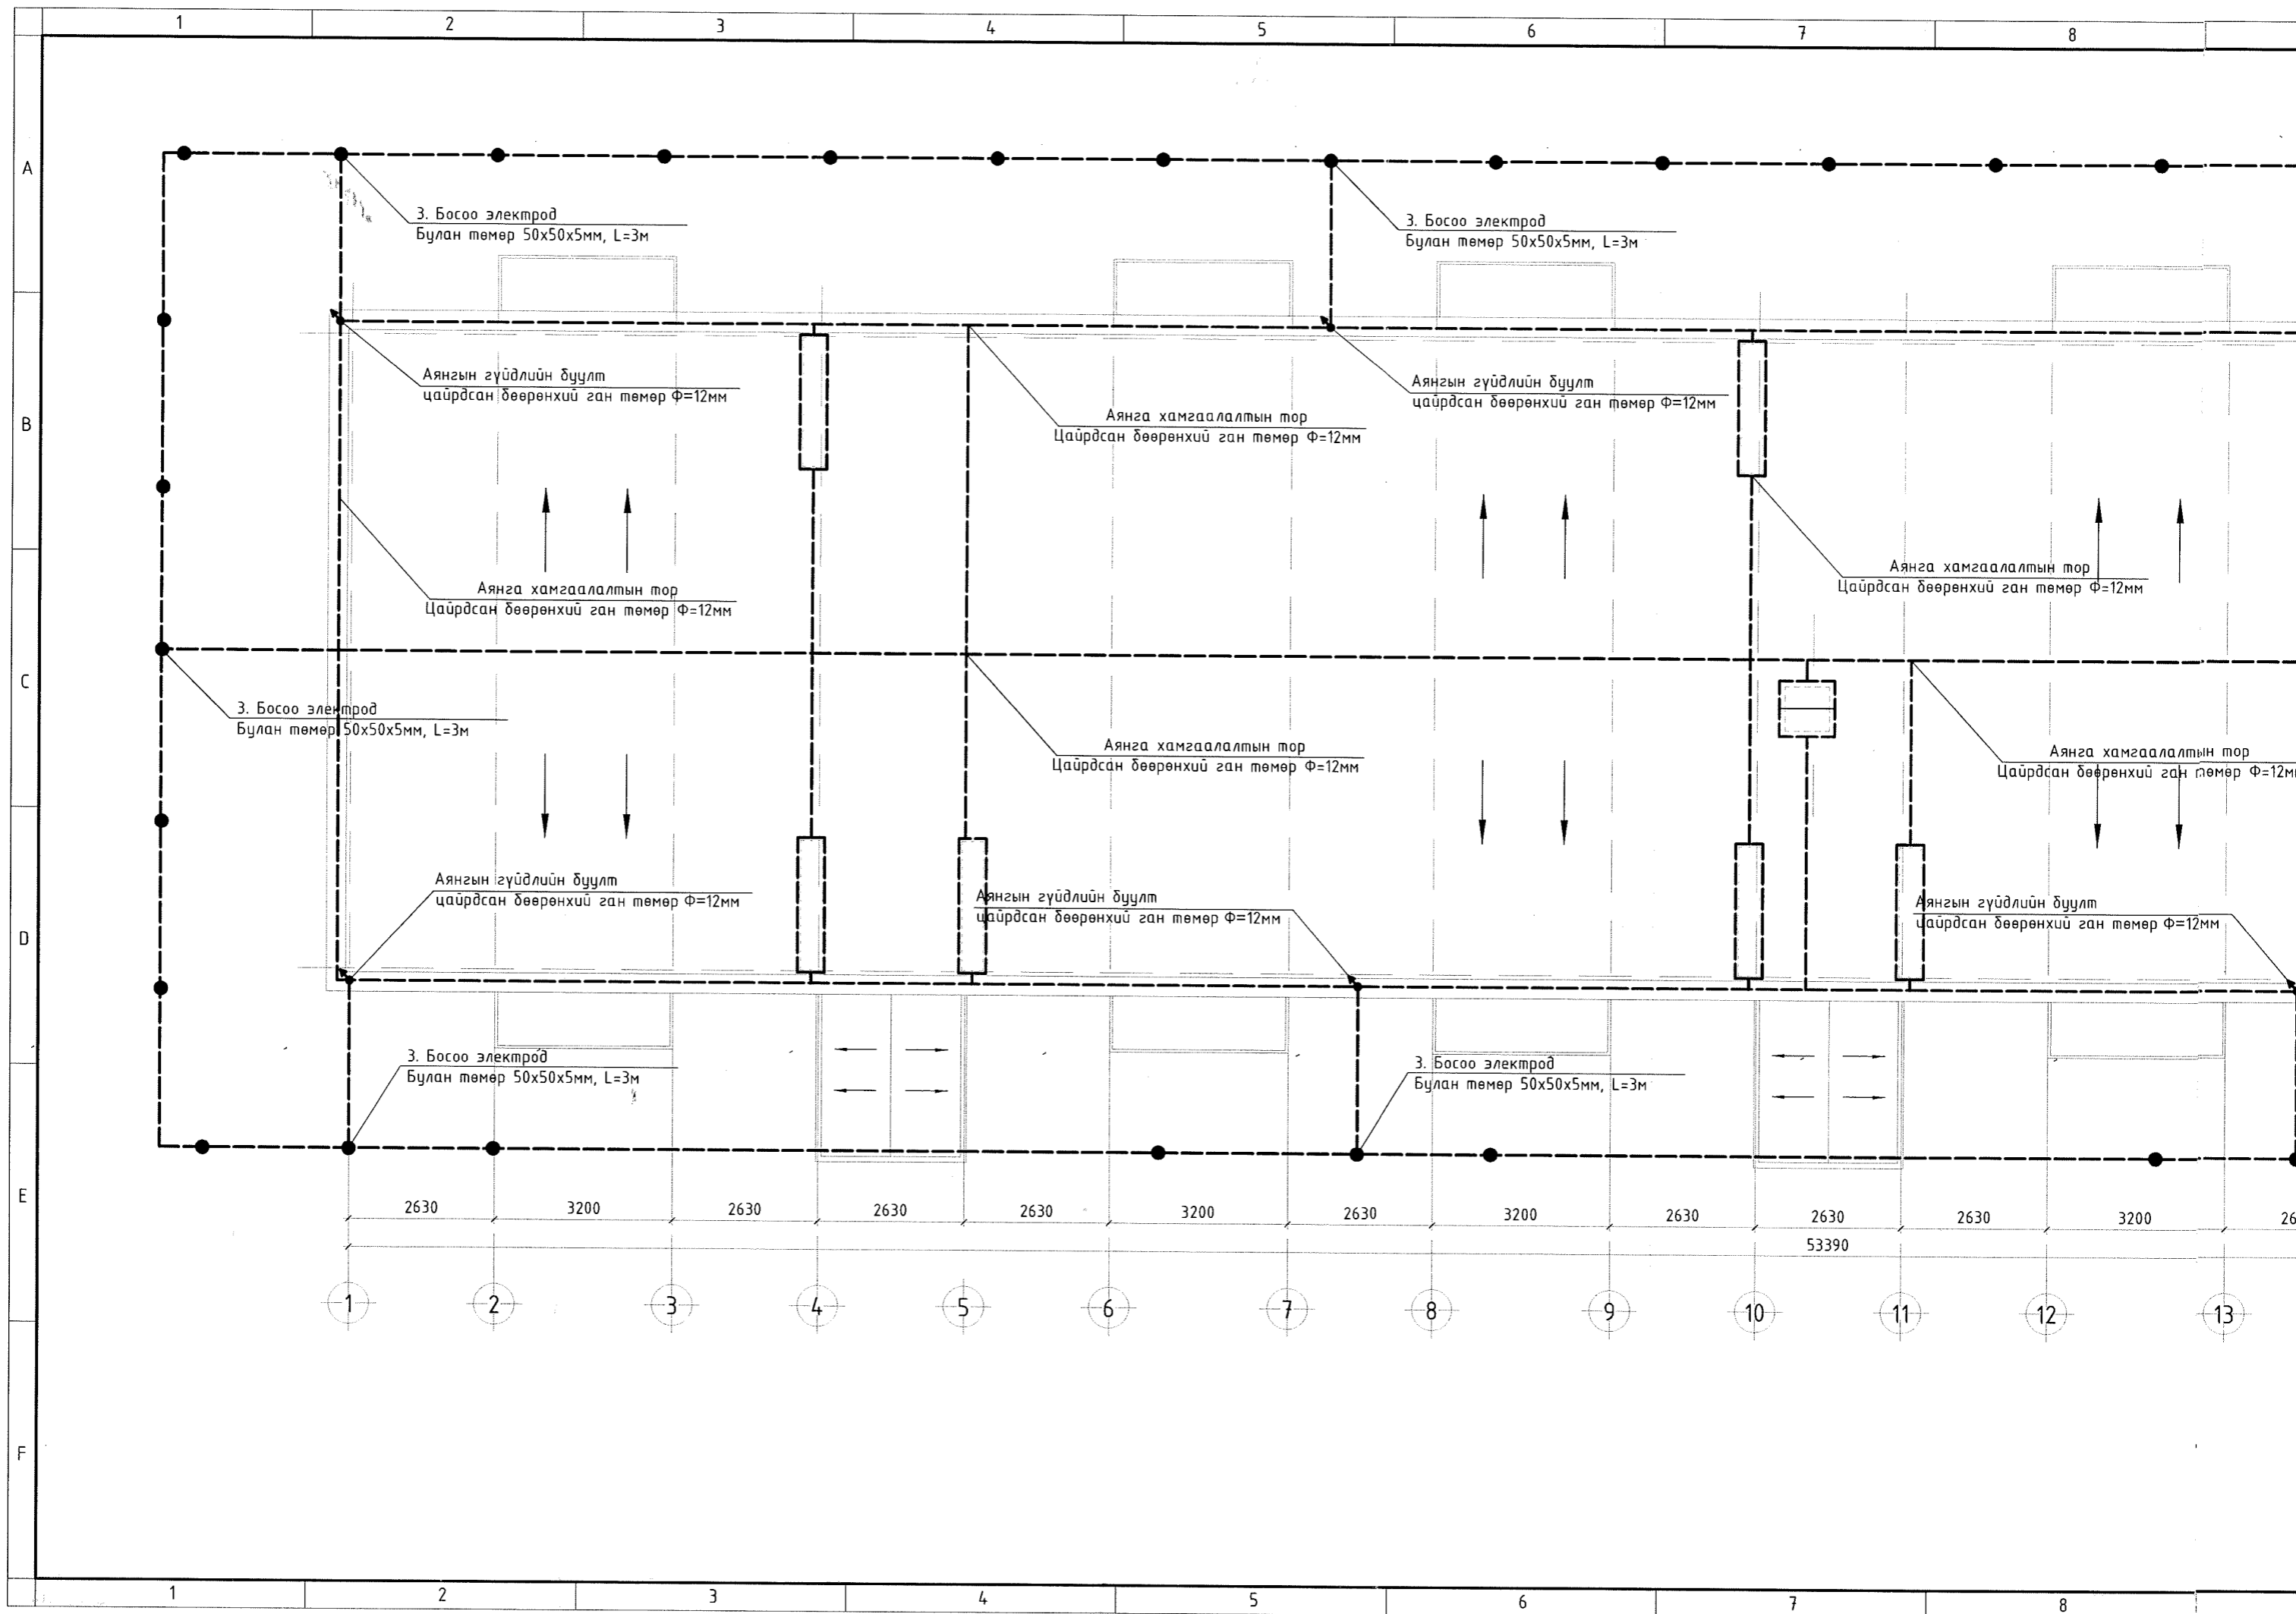 1 2 3 4 5 6 7 8
A
B
C
D
E
F
3. Босоо электрод
Булан төмөр 50х50х5мм, L=3м
3. Босоо электрод
Булан төмөр 50х50х5мм, L=3м
Аянгын гүйдлийн буулт
цайрдсан бөөрөнхий ган төмөр Ф=12мм
Аянга хамгаалалтын тор
Цайрдсан бөөрөнхий ган төмөр Ф=12мм
Аянгын гүйдлийн буулт
цайрдсан бөөрөнхий ган төмөр Ф=12мм
Аянга хамгаалалтын тор
Цайрдсан бөөрөнхий ган төмөр Ф=12мм
Аянга хамгаалалтын тор
Цайрдсан бөөрөнхий ган төмөр Ф=12мм
3. Босоо электрод
Булан төмөр 50х50х5мм, L=3м
Аянга хамгаалалтын тор
Цайрдсан бөөрөнхий ган төмөр Ф=12мм
Аянга хамгаалалтын тор
Цайрдсан бөөрөнхий ган төмөр Ф=12м
Аянгын гүйдлийн буулт
цайрдсан бөөрөнхий ган төмөр Ф=12мм
Аянгын гүйдлийн буулт
цайрдсан бөөрөнхий ган төмөр Ф=12мм
Аянгын гүйдлийн буулт
цайрдсан бөөрөнхий ган төмөр Ф=12мм
3. Босоо электрод
Булан төмөр 50х50х5мм, L=3м
3. Босоо электрод
Булан төмөр 50х50х5мм, L=3м
2630 3200 2630 2630 2630 3200 2630 3200 2630 2630 2630 3200 26
53390
1 2 3 4 5 6 7 8 9 10 11 12 13
1 2 3 4 5 6 7 8